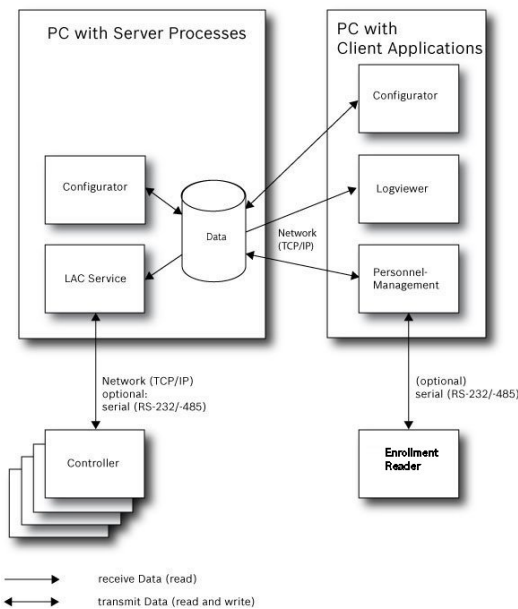 PC with Server Processes
PC with
Client Applications
Configurator
Configurator
Logviewer
Data
Network
(TCP/IP)
LAC Service
Personnel-
Management
Network (TCP/IP)
optional:
serial (RS-232/-485)
(optional)
serial (RS-232/-485)
Controller
Enrollment
Reader
receive Data (read)
transmit Data (read and write)